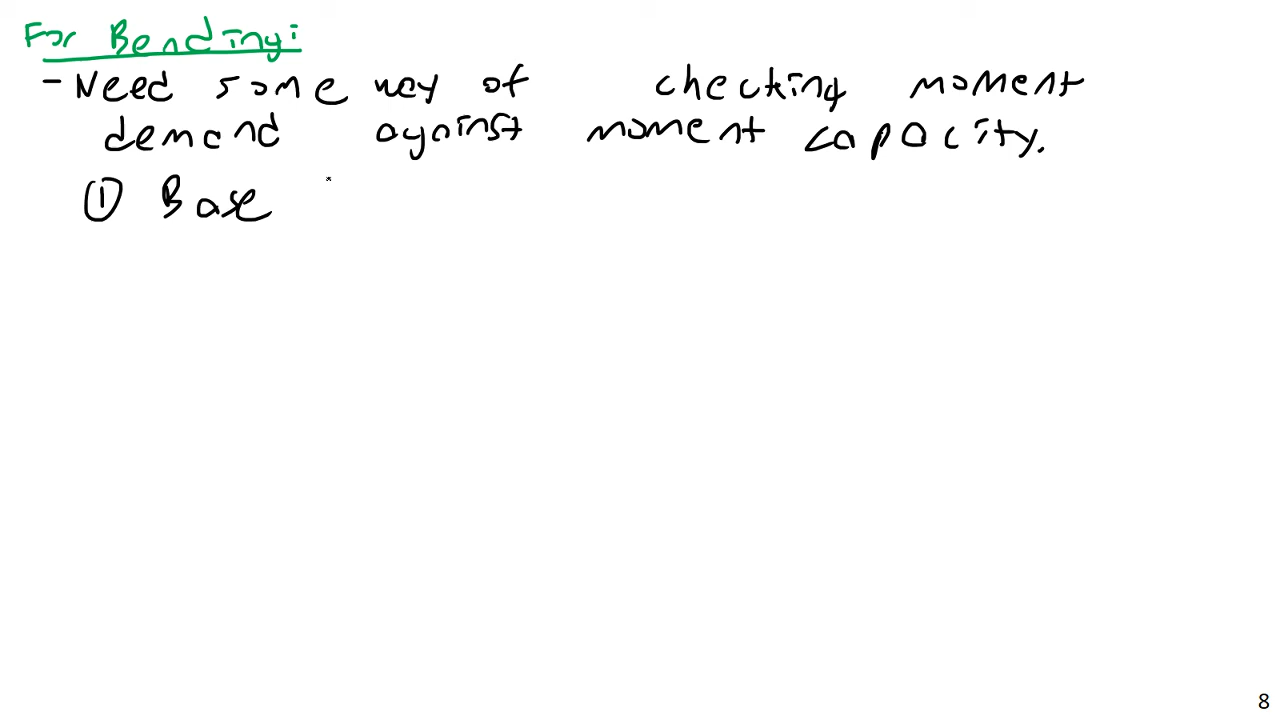 For Bending:
- Need some way of checking moment
demand against moment capacity.
① Base
8